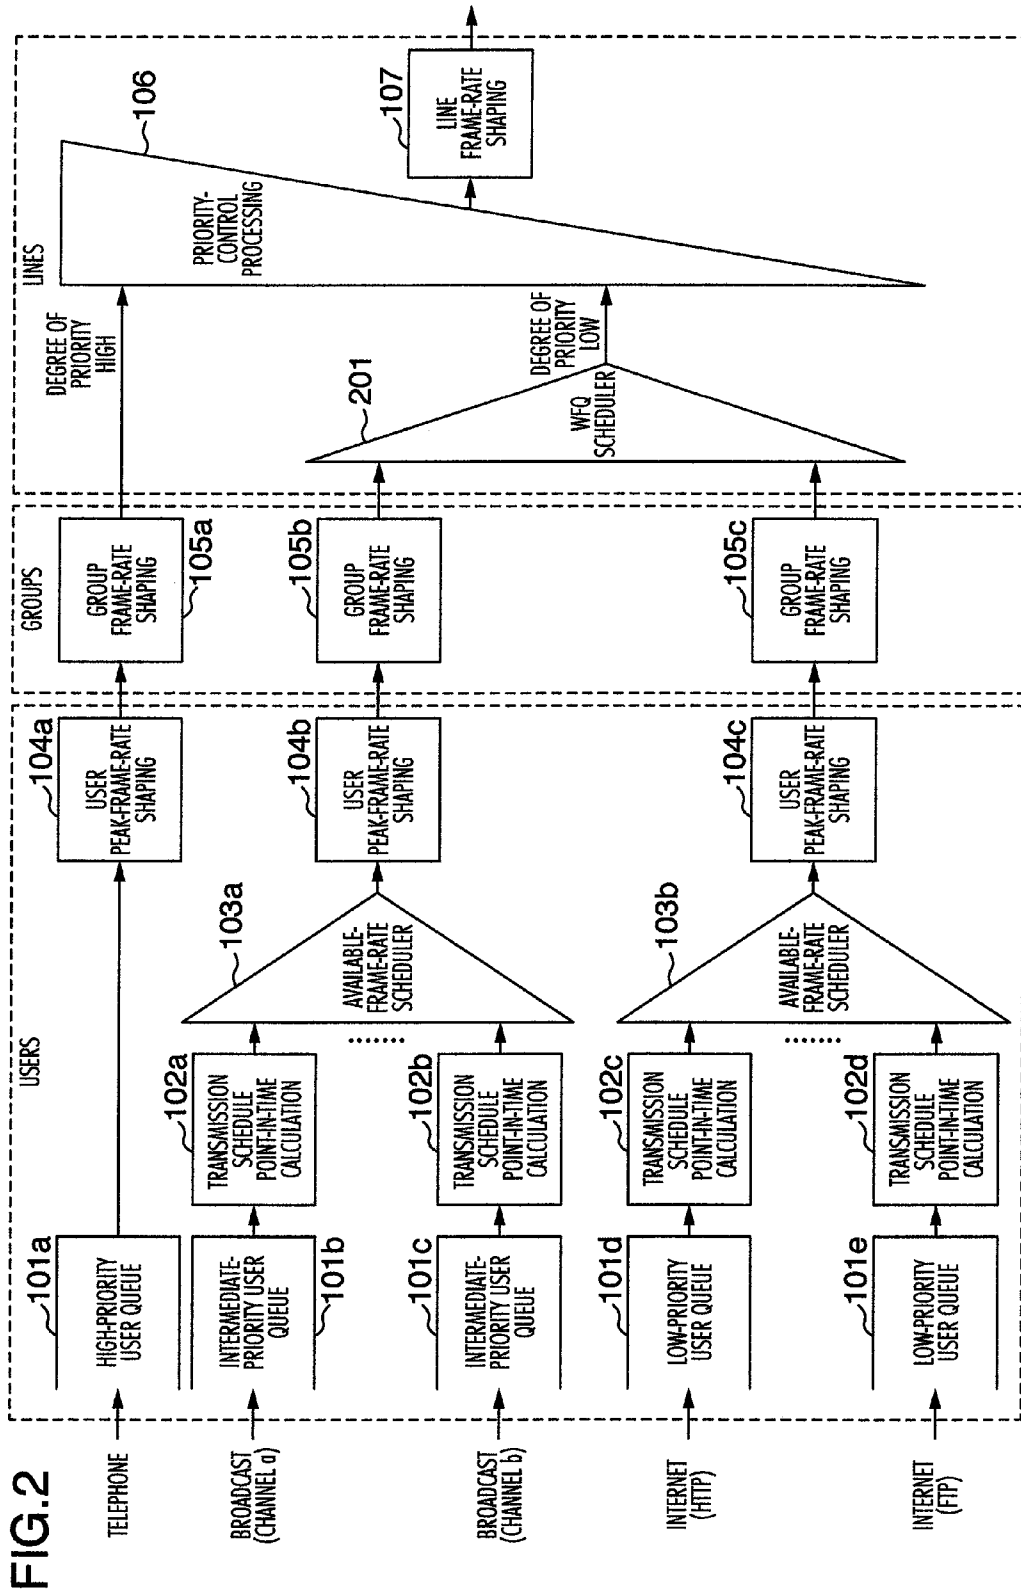 FIG.2
TELEPHONE
BROADCAST
(CHANNEL a)
BROADCAST
(CHANNEL b)
INTERNET
(HTTP)
INTERNET
(FTP)
USERS
101a
HIGH-PRIORITY
USER QUEUE
INTERMEDIATE-
PRIORITY USER
QUEUE
101b
101c
INTERMEDIATE-
PRIORITY USER
QUEUE
101d
LOW-PRIORITY
USER QUEUE
101e
LOW-PRIORITY
USER QUEUE
102a
TRANSMISSION
SCHEDULE
POINT-IN-TIME
CALCULATION
102b
TRANSMISSION
SCHEDULE
POINT-IN-TIME
CALCULATION
102c
TRANSMISSION
SCHEDULE
POINT-IN-TIME
CALCULATION
102d
TRANSMISSION
SCHEDULE
POINT-IN-TIME
CALCULATION
103a
AVAILABLE-
FRAME-RATE
SCHEDULER
103b
AVAILABLE-
FRAME-RATE
SCHEDULER
104a
USER
PEAK-FRAME-RATE
SHAPING
104b
USER
PEAK-FRAME-RATE
SHAPING
104c
USER
PEAK-FRAME-RATE
SHAPING
GROUPS
GROUP
FRAME-RATE
SHAPING
105a
105b
GROUP
FRAME-RATE
SHAPING
105c
GROUP
FRAME-RATE
SHAPING
LINES
DEGREE OF
PRIORITY
HIGH
201
WFQ
SCHEDULER
DEGREE OF
PRIORITY
LOW
PRIORITY-
CONTROL
PROCESSING
106
107
LINE
FRAME-RATE
SHAPING